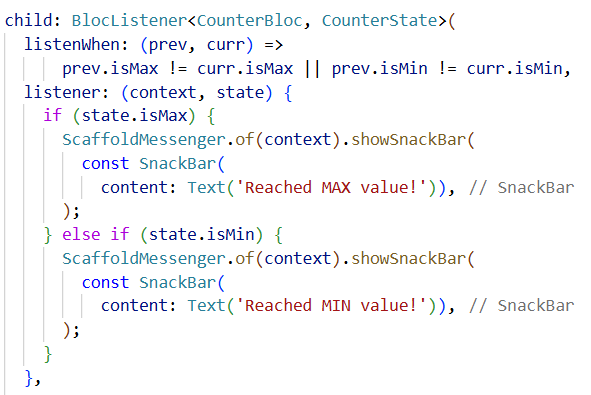 child: BlocListener<CounterBloc, CounterState>(
  listenWhen: (prev, curr) =>
      prev.isMax != curr.isMax || prev.isMin != curr.isMin,
  listener: (context, state) {
    if (state.isMax) {
      ScaffoldMessenger.of(context).showSnackBar(
        const SnackBar(
          content: Text('Reached MAX value!')), // SnackBar
      );
    } else if (state.isMin) {
      ScaffoldMessenger.of(context).showSnackBar(
        const SnackBar(
          content: Text('Reached MIN value!')), // SnackBar
      );
    }
  },